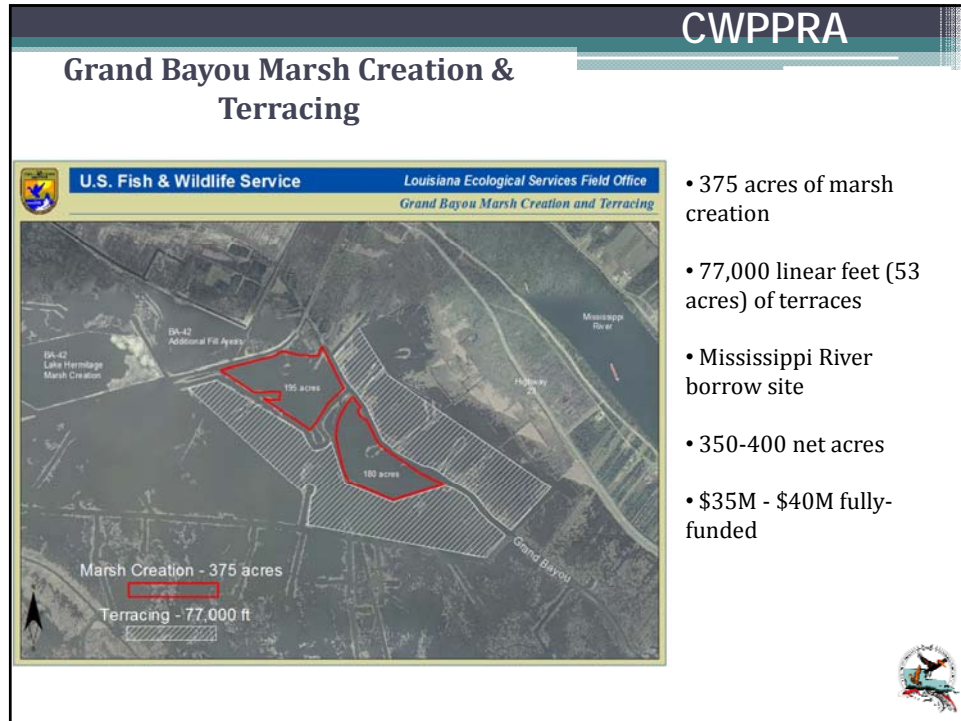 CWPPRA
Grand Bayou Marsh Creation &
Terracing
U.S. Fish & Wildlife Service
Louisiana Ecological Services Field Office
Grand Bayou Marsh Creation and Terracing
BA-42
Additional Fill Areas
BA-42
Lake Hermitage
Marsh Creation
Mississippi
River
Highway
195 acres
180 acres
Grand Bayou
Marsh Creation - 375 acres
Terracing - 77,000 ft
• 375 acres of marsh
creation
• 77,000 linear feet (53
acres) of terraces
• Mississippi River
borrow site
• 350-400 net acres
• $35M - $40M fully-
funded